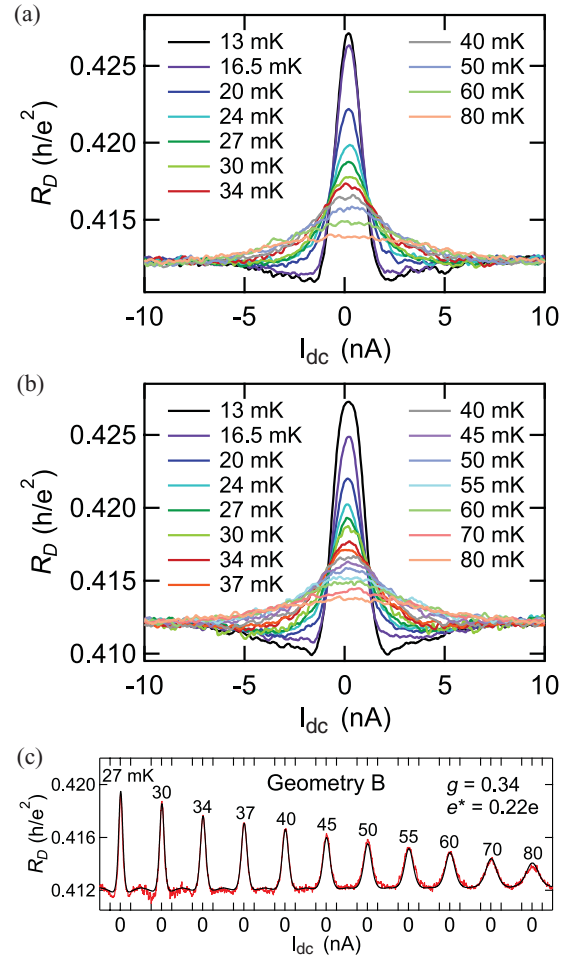 (a)
0.425
0.420
0.415
R_D (h/e²)
13 mK
16.5 mK
20 mK
24 mK
27 mK
30 mK
34 mK
40 mK
50 mK
60 mK
80 mK
-10 -5 0 5 10
I_dc (nA)
(b)
0.425
0.420
0.415
0.410
R_D (h/e²)
13 mK
16.5 mK
20 mK
24 mK
27 mK
30 mK
34 mK
37 mK
40 mK
45 mK
50 mK
55 mK
60 mK
70 mK
80 mK
-10 -5 0 5 10
I_dc (nA)
(c)
Geometry B
g = 0.34
e* = 0.22e
27 mK 30 34 37 40 45 50 55 60 70 80
0.420
0.416
0.412
R_D (h/e²)
0 0 0 0 0 0 0 0 0 0 0
I_dc (nA)